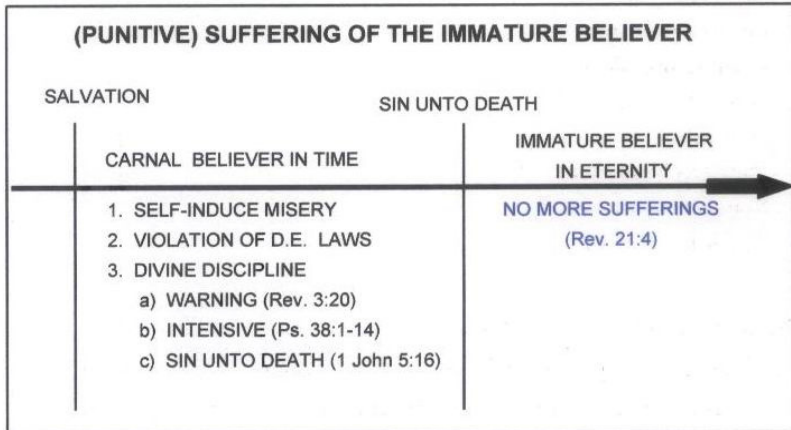 (PUNITIVE) SUFFERING OF THE IMMATURE BELIEVER
SALVATION
SIN UNTO DEATH
CARNAL BELIEVER IN TIME
IMMATURE BELIEVER
IN ETERNITY
1. SELF-INDUCE MISERY
2. VIOLATION OF D.E. LAWS
3. DIVINE DISCIPLINE
a) WARNING (Rev. 3:20)
b) INTENSIVE (Ps. 38:1-14)
c) SIN UNTO DEATH (1 John 5:16)
NO MORE SUFFERINGS
(Rev. 21:4)